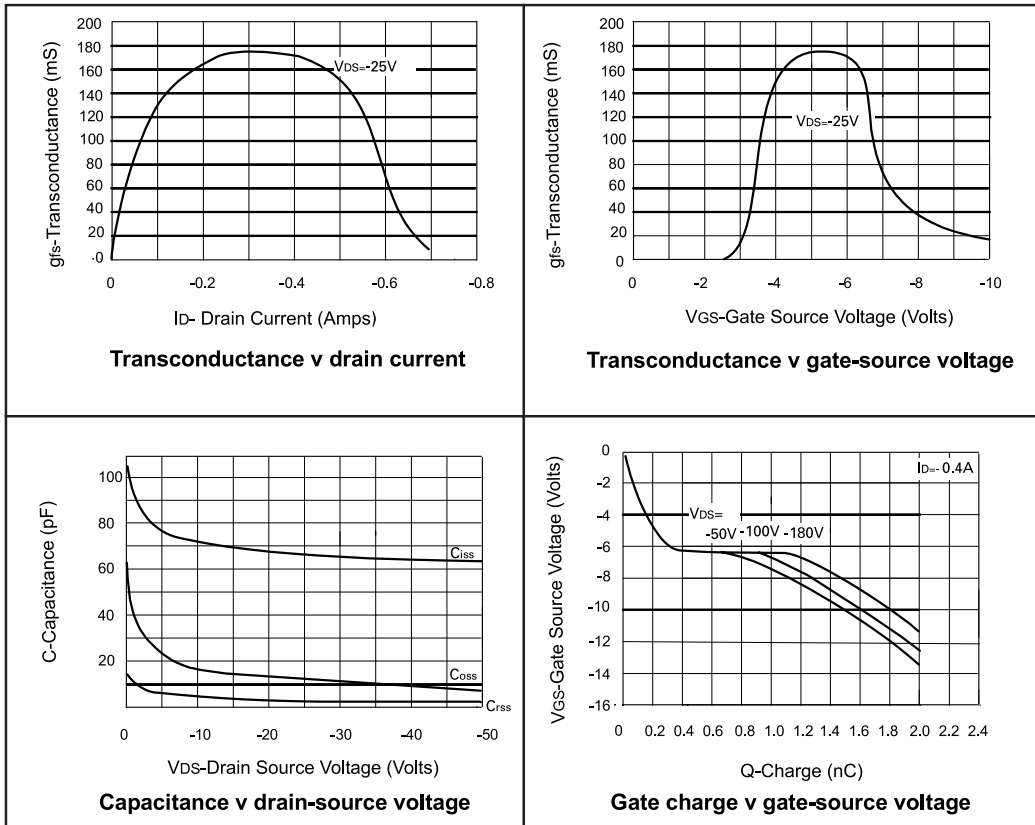 200
180
160
140
120
100
80
60
40
20
0
gfs-Transconductance (mS)
VDS=-25V
0 -0.2 -0.4 -0.6 -0.8
ID- Drain Current (Amps)
Transconductance v drain current
200
180
160
140
120
100
80
60
40
20
0
gfs-Transconductance (mS)
VDS=-25V
0 -2 -4 -6 -8 -10
VGS-Gate Source Voltage (Volts)
Transconductance v gate-source voltage
100
80
60
40
20
C-Capacitance (pF)
Ciss
Coss
Crss
0 -10 -20 -30 -40 -50
VDS-Drain Source Voltage (Volts)
Capacitance v drain-source voltage
0
-2
-4
-6
-8
-10
-12
-14
-16
VGS-Gate Source Voltage (Volts)
ID=- 0.4A
VDS=
-50V -100V -180V
0 0.2 0.4 0.6 0.8 1.0 1.2 1.4 1.6 1.8 2.0 2.2 2.4
Q-Charge (nC)
Gate charge v gate-source voltage